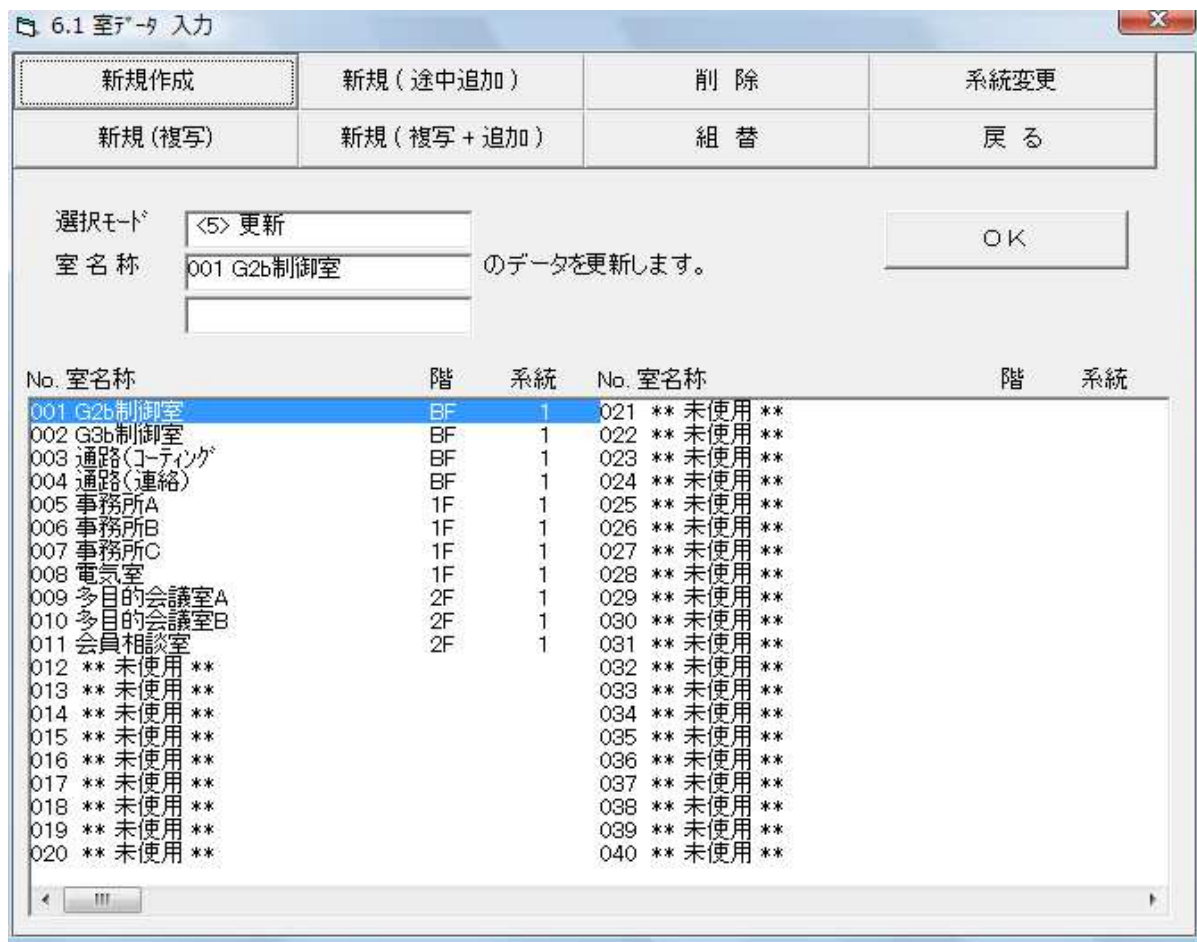 6.1 室ﾃﾞｰﾀ 入力
新規作成 新規 ( 途中追加 ) 削 除 系統変更
新規 (複写) 新規 ( 複写 + 追加 ) 組 替 戻 る
選択ﾓｰﾄﾞ <5> 更新 OK
室 名 称 001 G2b制御室 のデータを更新します。
No. 室名称 階 系統 No. 室名称 階 系統
001 G2b制御室 BF 1 021 ** 未使用 **
002 G3b制御室 BF 1 022 ** 未使用 **
003 通路(ｺｰﾃｨﾝｸﾞ BF 1 023 ** 未使用 **
004 通路(連絡) BF 1 024 ** 未使用 **
005 事務所A 1F 1 025 ** 未使用 **
006 事務所B 1F 1 026 ** 未使用 **
007 事務所C 1F 1 027 ** 未使用 **
008 電気室 1F 1 028 ** 未使用 **
009 多目的会議室A 2F 1 029 ** 未使用 **
010 多目的会議室B 2F 1 030 ** 未使用 **
011 会員相談室 2F 1 031 ** 未使用 **
012 ** 未使用 ** 032 ** 未使用 **
013 ** 未使用 ** 033 ** 未使用 **
014 ** 未使用 ** 034 ** 未使用 **
015 ** 未使用 ** 035 ** 未使用 **
016 ** 未使用 ** 036 ** 未使用 **
017 ** 未使用 ** 037 ** 未使用 **
018 ** 未使用 ** 038 ** 未使用 **
019 ** 未使用 ** 039 ** 未使用 **
020 ** 未使用 ** 040 ** 未使用 **